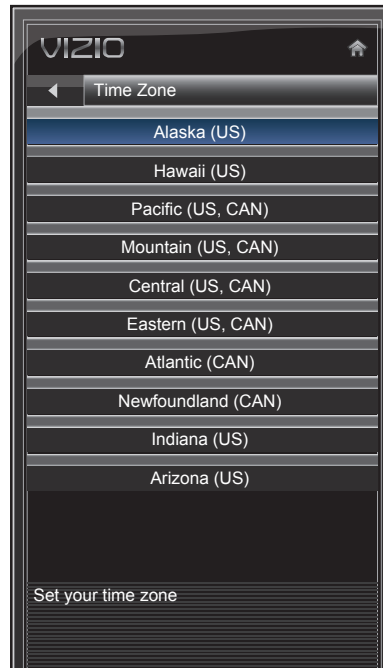 VIZIO
Time Zone
Alaska (US)
Hawaii (US)
Pacific (US, CAN)
Mountain (US, CAN)
Central (US, CAN)
Eastern (US, CAN)
Atlantic (CAN)
Newfoundland (CAN)
Indiana (US)
Arizona (US)
Set your time zone